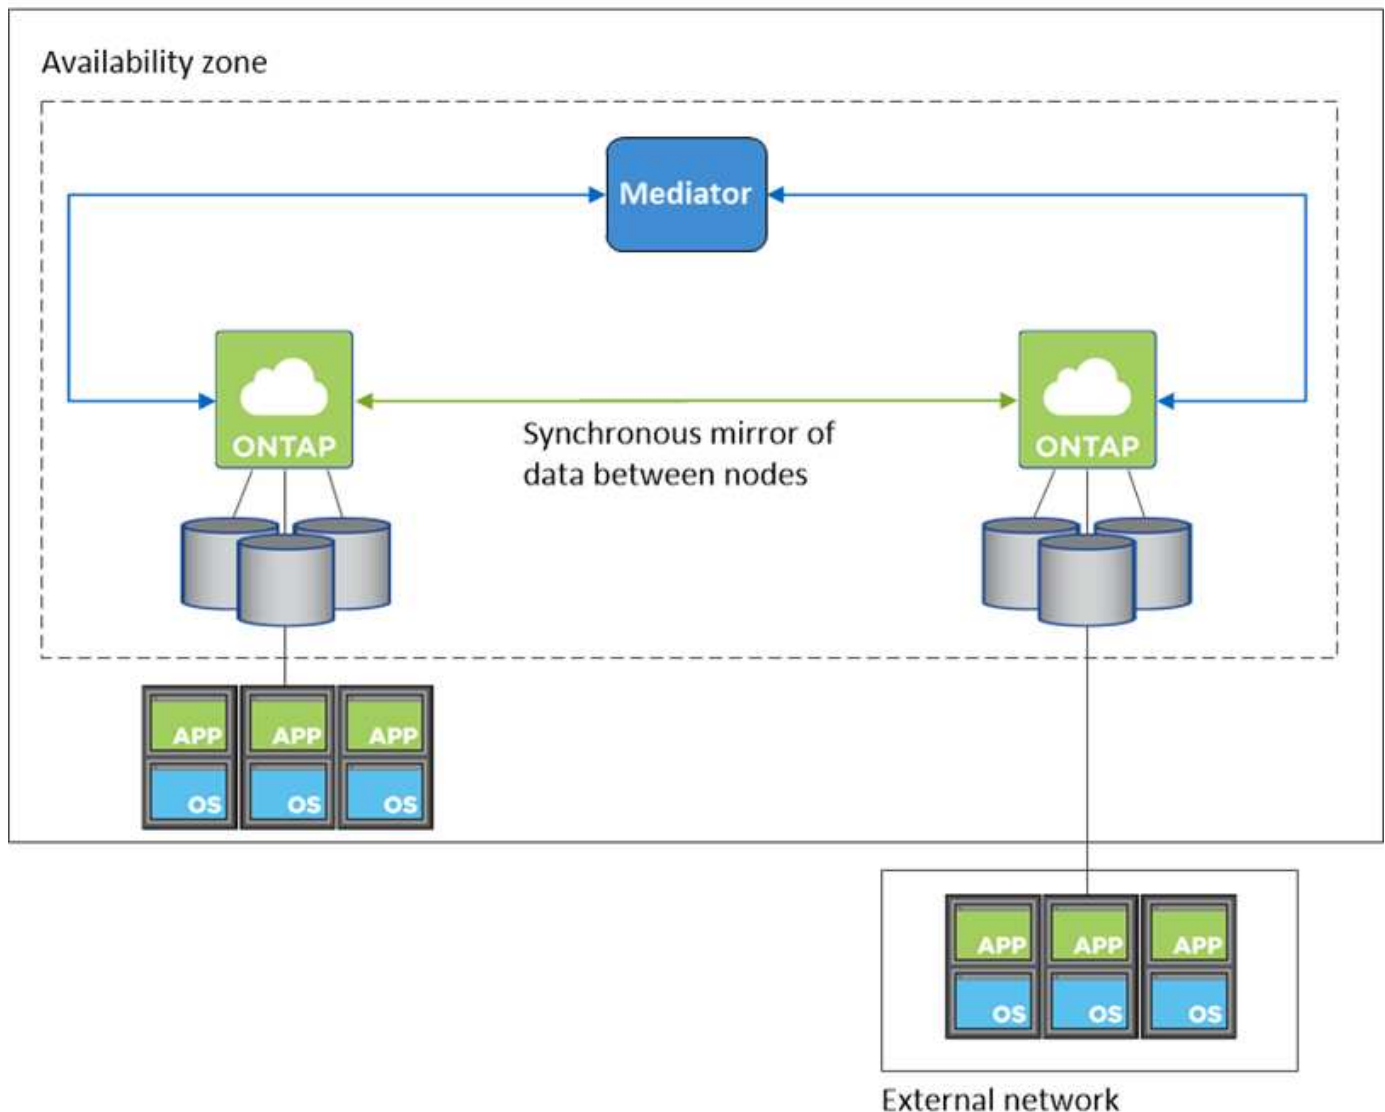 Availability zone
Mediator
ONTAP
ONTAP
Synchronous mirror of
data between nodes
APP
APP
APP
OS
OS
OS
APP
APP
APP
OS
OS
OS
External network